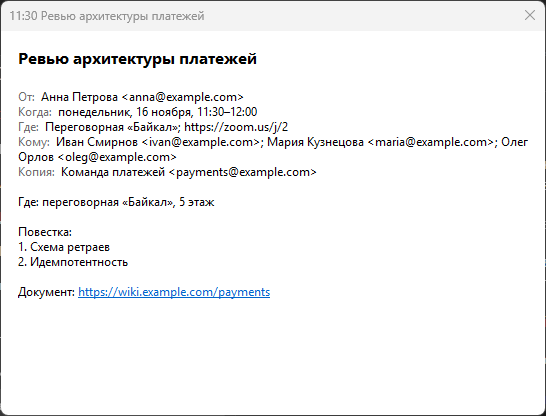 11:30 Ревью архитектуры платежей
Ревью архитектуры платежей
От: Анна Петрова <anna@example.com>
Когда: понедельник, 16 ноября, 11:30–12:00
Где: Переговорная «Байкал»; https://zoom.us/j/2
Кому: Иван Смирнов <ivan@example.com>; Мария Кузнецова <maria@example.com>; Олег
Орлов <oleg@example.com>
Копия: Команда платежей <payments@example.com>
Где: переговорная «Байкал», 5 этаж
Повестка:
1. Схема ретраев
2. Идемпотентность
Документ: https://wiki.example.com/payments